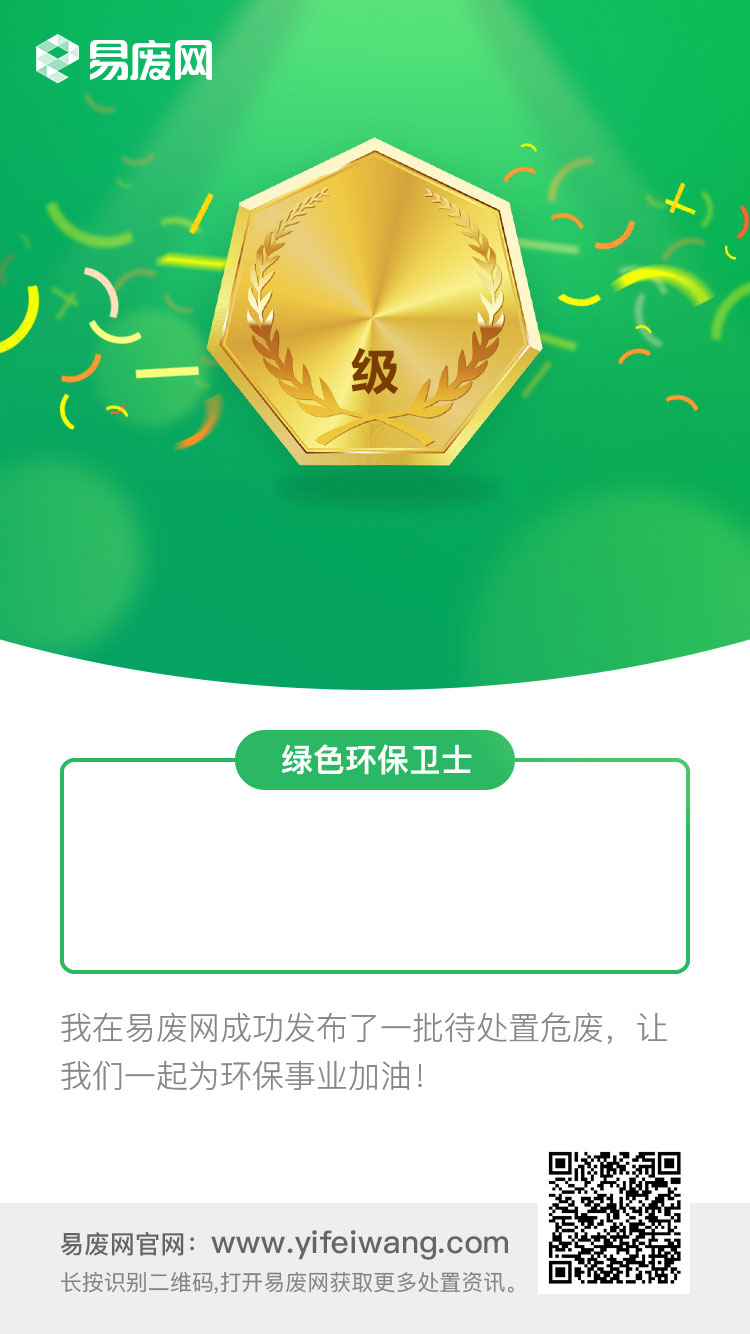 易废网
级
绿色环保卫士
我在易废网成功发布了一批待处置危废，让
我们一起为环保事业加油！
易废网官网：www.yifeiwang.com
长按识别二维码,打开易废网获取更多处置资讯。